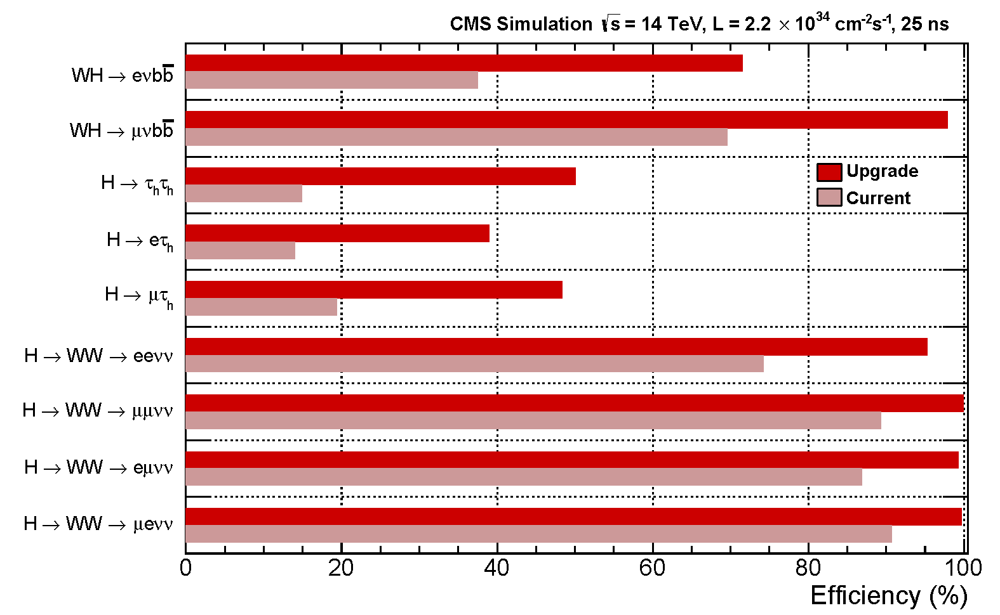 CMS Simulation √s = 14 TeV, L = 2.2 × 10³⁴ cm⁻²s⁻¹, 25 ns
WH → eνbb̅
WH → μνbb̅
H → τₕτₕ
H → eτₕ
H → μτₕ
H → WW → eeνν
H → WW → μμνν
H → WW → eμνν
H → WW → μeνν
Upgrade
Current
0 20 40 60 80 100
Efficiency (%)